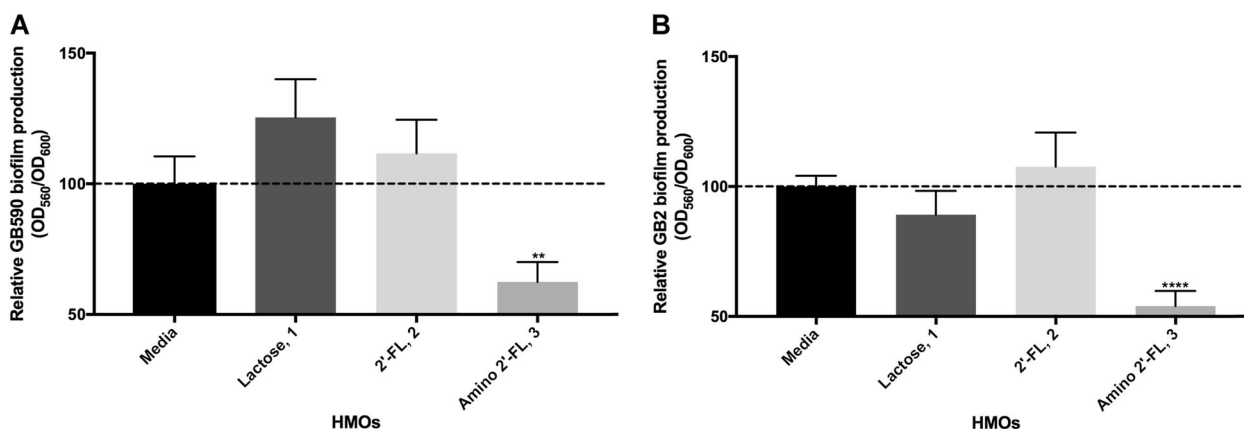 A
Relative GB590 biofilm production
(OD560/OD600)
150
100
50
**
Media
Lactose, 1
2'-FL, 2
Amino 2'-FL, 3
HMOs
B
Relative GB2 biofilm production
(OD560/OD600)
150
100
50
****
Media
Lactose, 1
2'-FL, 2
Amino 2'-FL, 3
HMOs